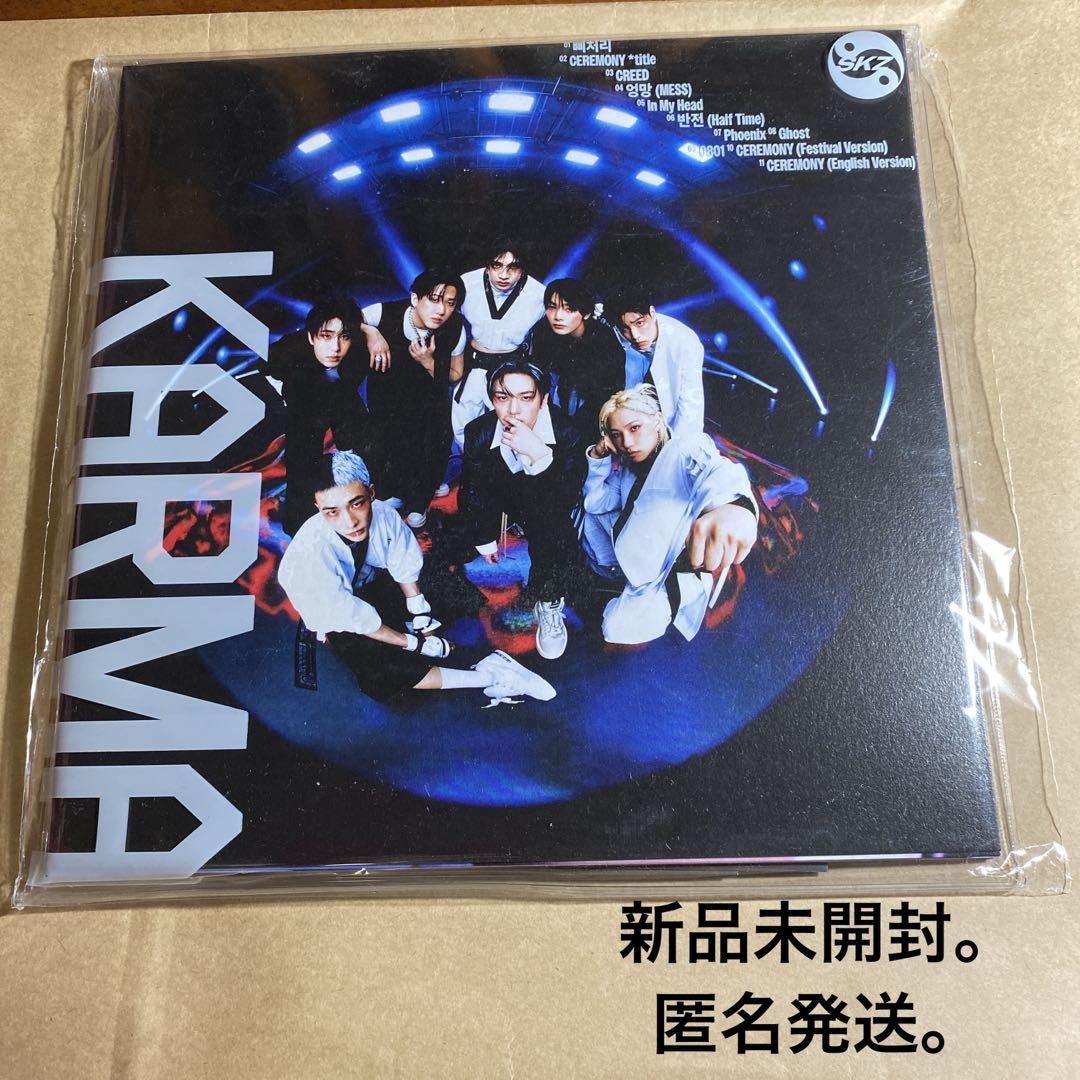 01 삐처리
02 CEREMONY *title
03 CREED
04 엉망 (MESS)
05 In My Head
06 반전 (Half Time)
07 Phoenix 08 Ghost
09 0801 10 CEREMONY (Festival Version)
11 CEREMONY (English Version)
SKZ
KARMA
新品未開封。
匿名発送。